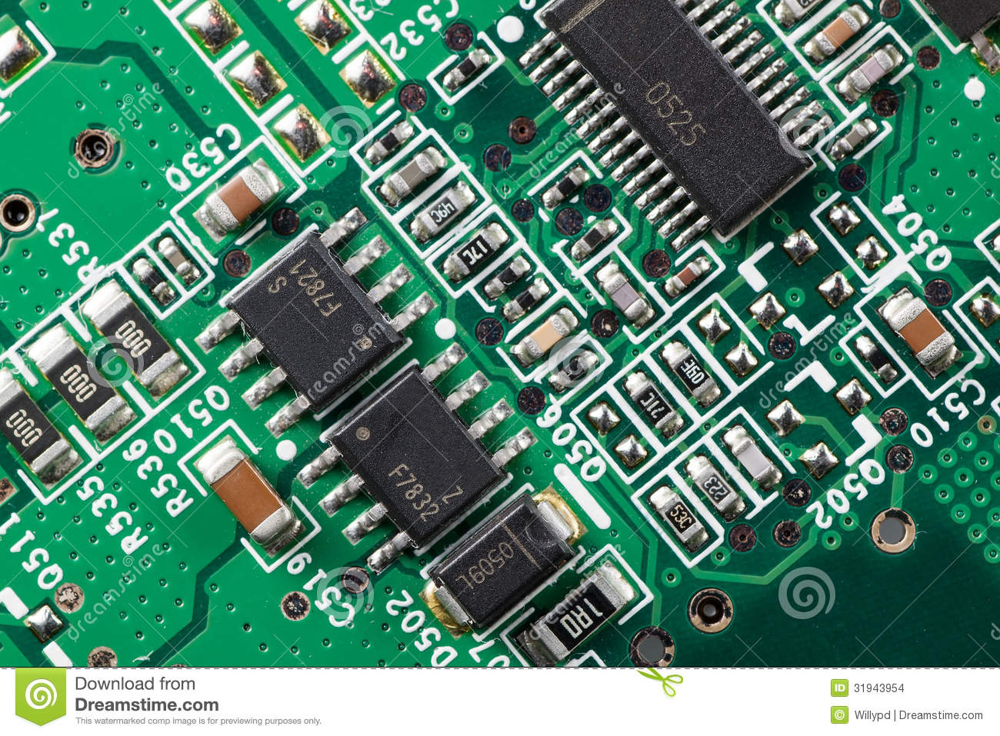 C532
C530
0525
R537
F7821
S
49C
17C
000
000
000
Q510
R536
R535
Q511
Q504
C510
09E
21C
Q506
Q502
223
53C
F7832
Z
0509L
C519
D502
1R0
dreamstime
Download from
Dreamstime.com
This watermarked comp image is for previewing purposes only.
ID 31943954
© Willypd | Dreamstime.com